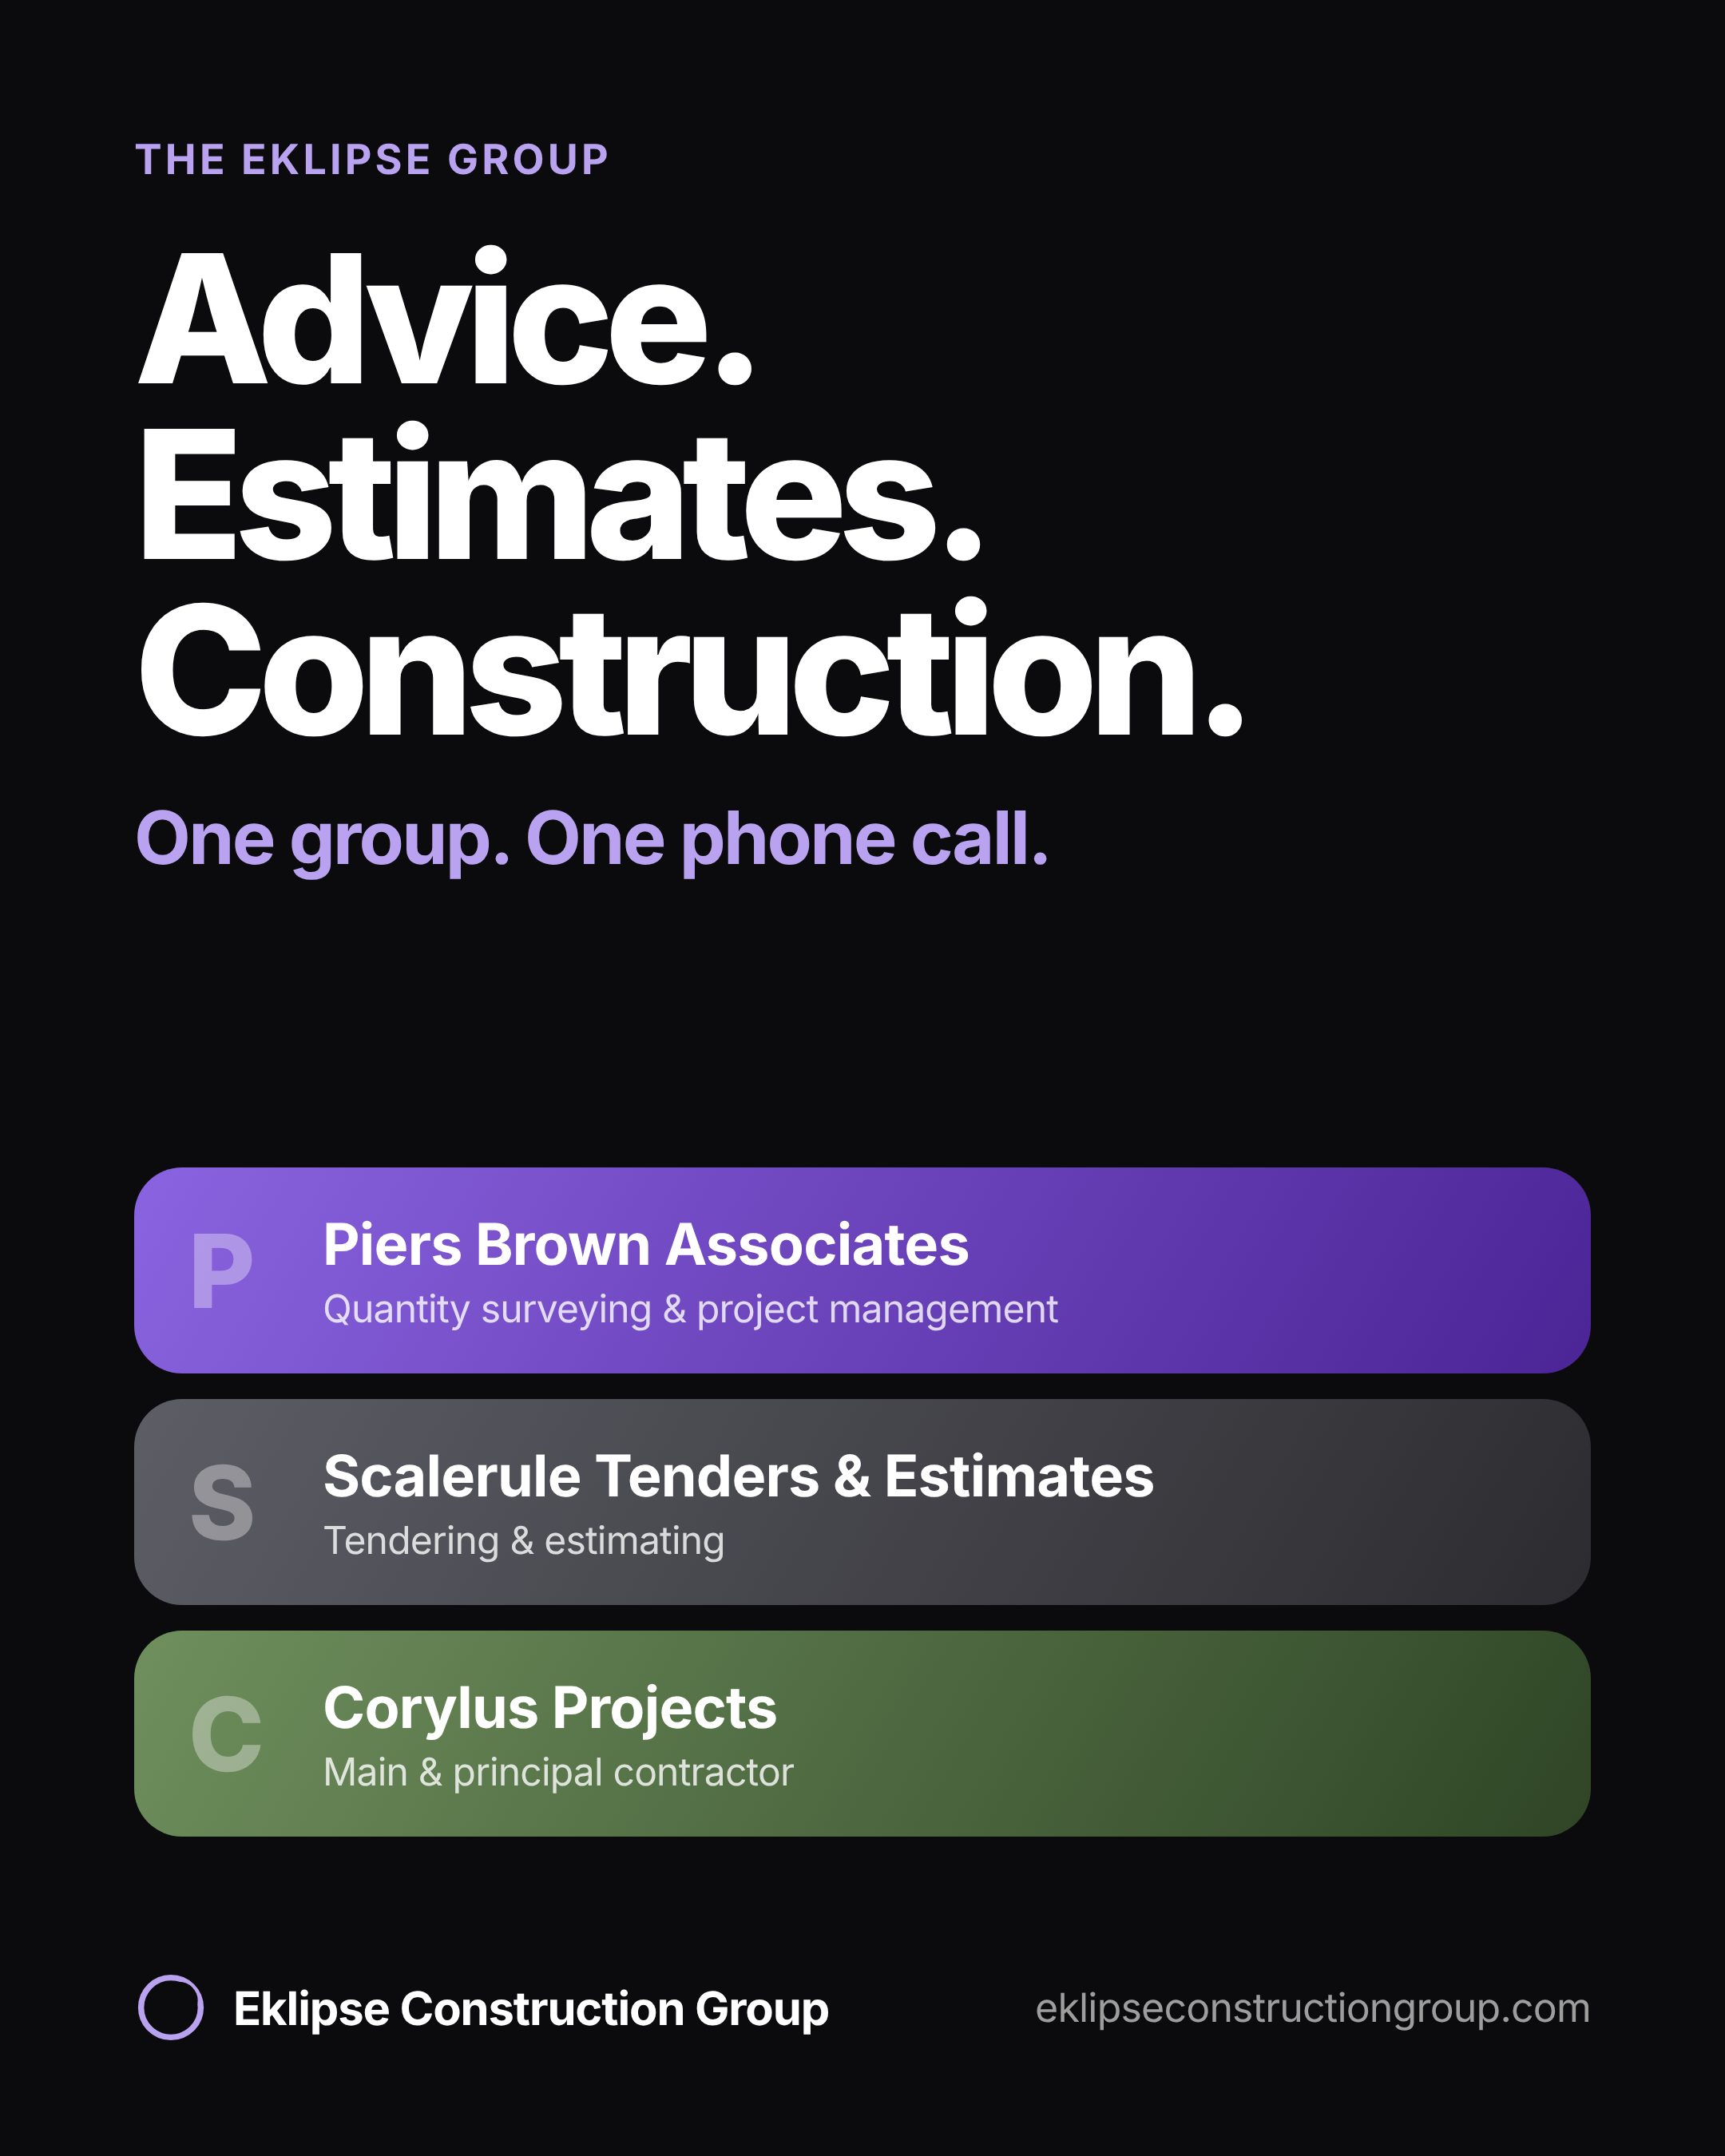 THE EKLIPSE GROUP
Advice.
Estimates.
Construction.
One group. One phone call.
P
Piers Brown Associates
Quantity surveying & project management
S
Scalerule Tenders & Estimates
Tendering & estimating
C
Corylus Projects
Main & principal contractor
Eklipse Construction Group
eklipseconstructiongroup.com